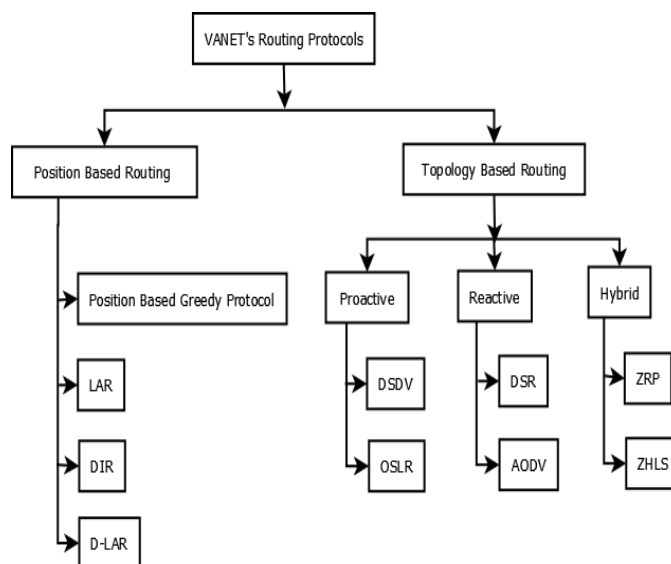 VANET's Routing Protocols
Position Based Routing
Topology Based Routing
Position Based Greedy Protocol
LAR
DIR
D-LAR
Proactive
Reactive
Hybrid
DSDV
OSLR
DSR
AODV
ZRP
ZHLS